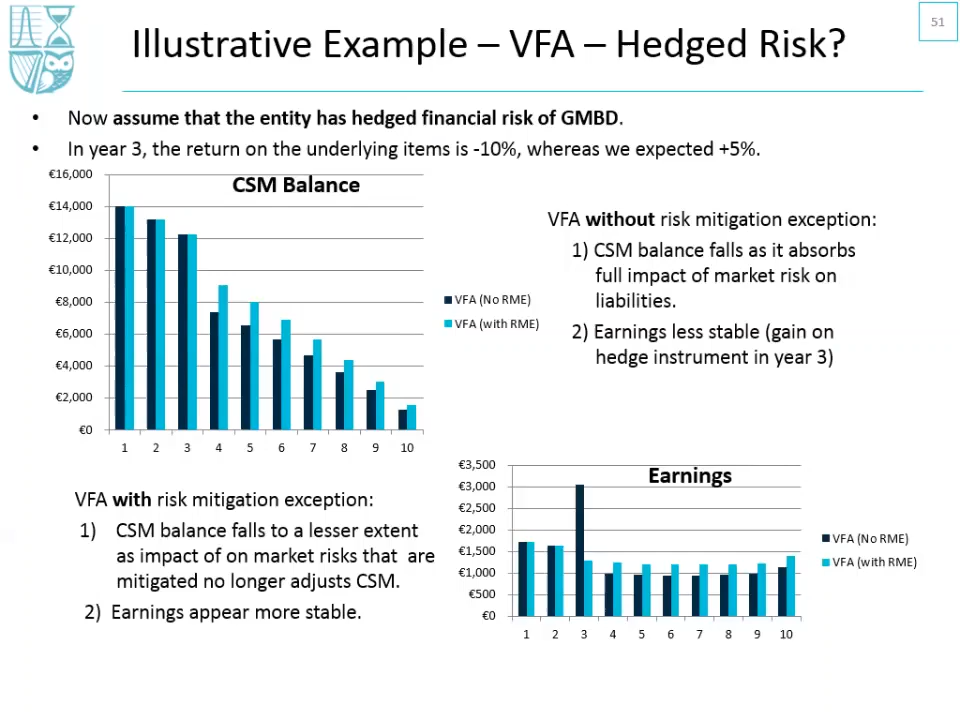 51
Illustrative Example – VFA – Hedged Risk?
• Now assume that the entity has hedged financial risk of GMBD.
• In year 3, the return on the underlying items is -10%, whereas we expected +5%.
CSM Balance
€16,000
€14,000
€12,000
€10,000
€8,000
€6,000
€4,000
€2,000
€0
1 2 3 4 5 6 7 8 9 10
VFA (No RME)
VFA (with RME)
VFA without risk mitigation exception:
1) CSM balance falls as it absorbs
full impact of market risk on
liabilities.
2) Earnings less stable (gain on
hedge instrument in year 3)
VFA with risk mitigation exception:
1) CSM balance falls to a lesser extent
as impact of on market risks that are
mitigated no longer adjusts CSM.
2) Earnings appear more stable.
Earnings
€3,500
€3,000
€2,500
€2,000
€1,500
€1,000
€500
€0
1 2 3 4 5 6 7 8 9 10
VFA (No RME)
VFA (with RME)